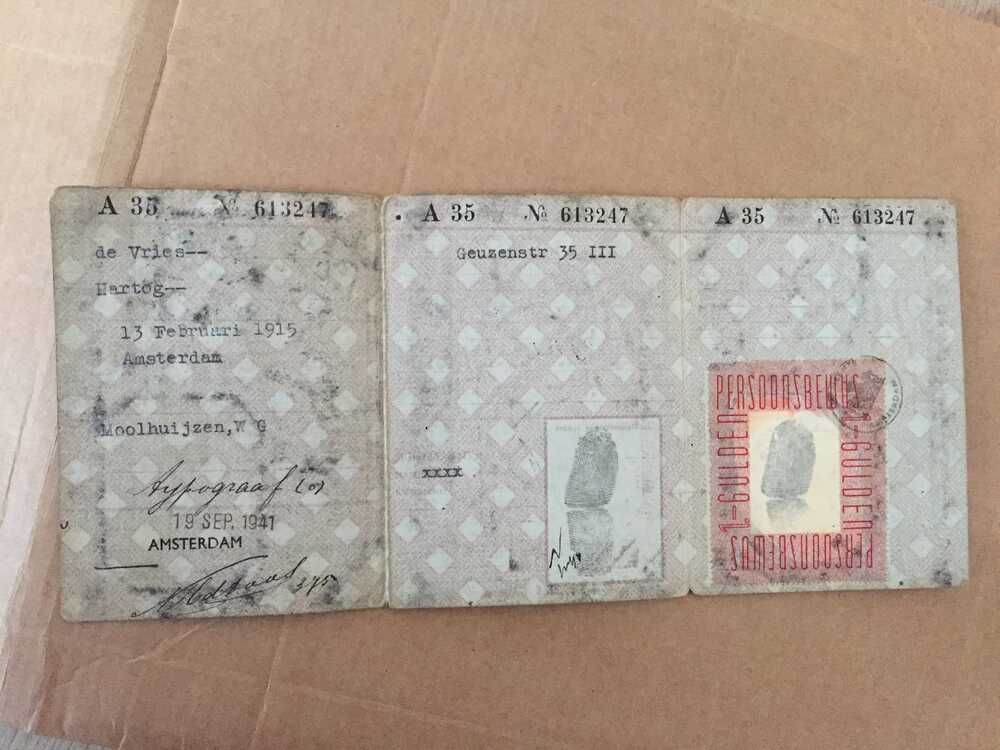 A 35 № 613247
de Vries--
Hartog--
13 Februari 1915
Amsterdam
Moolhuijzen, W G
typograaf (o)
19 SEP. 1941
AMSTERDAM
375
A 35 № 613247
Geuzenstr 35 III
xxxx
A 35 № 613247
PERSOONSBEWIJS
1.- GULDEN
1.- GULDEN
PERSOONSBEWIJS